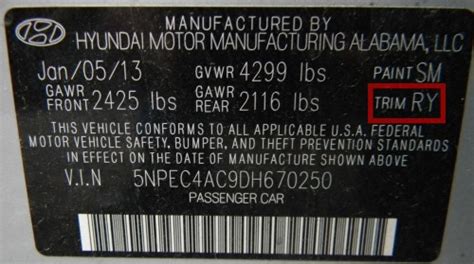 MANUFACTURED BY
HYUNDAI MOTOR MANUFACTURING ALABAMA, LLC
Jan/05/13 GVWR 4299 lbs PAINT SM
GAWR FRONT 2425 lbs GAWR REAR 2116 lbs TRIM RY
THIS VEHICLE CONFORMS TO ALL APPLICABLE U.S.A. FEDERAL
MOTOR VEHICLE SAFETY, BUMPER, AND THEFT PREVENTION STANDARDS
IN EFFECT ON THE DATE OF MANUFACTURE SHOWN ABOVE.
V.I.N 5NPEC4AC9DH670250
PASSENGER CAR